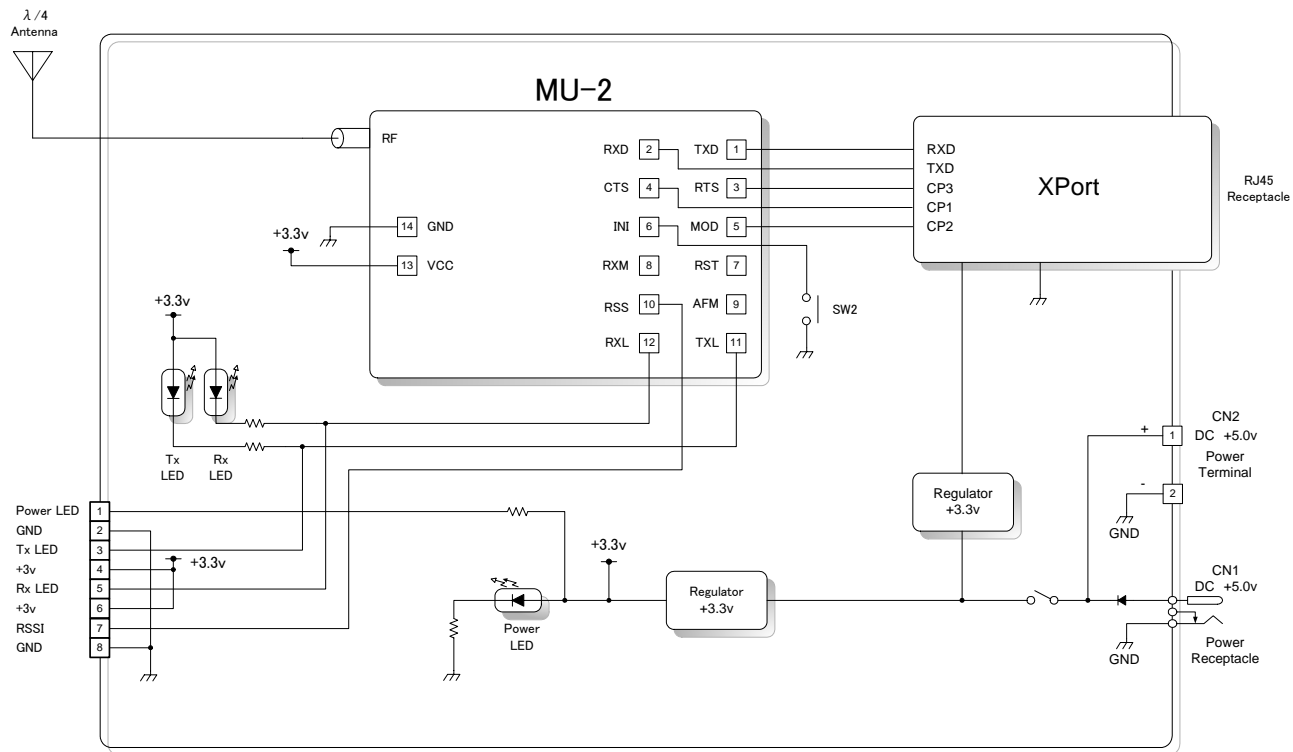 λ/4
Antenna
MU-2
RF
RXD 2 TXD 1
CTS 4 RTS 3
INI 6 MOD 5
RXM 8 RST 7
RSS 10 AFM 9
RXL 12 TXL 11
14 GND
13 VCC
+3.3v
RXD
TXD
CP3
CP1
CP2
XPort
RJ45
Receptacle
SW2
+3.3v
Tx
LED
Rx
LED
CN2
1 DC +5.0v
+
Power
Terminal
-
2
GND
Regulator
+3.3v
Power LED 1
GND 2
Tx LED 3
+3v 4
Rx LED 5
+3v 6
RSSI 7
GND 8
+3.3v
+3.3v
Power
LED
Regulator
+3.3v
CN1
DC +5.0v
GND
Power
Receptacle